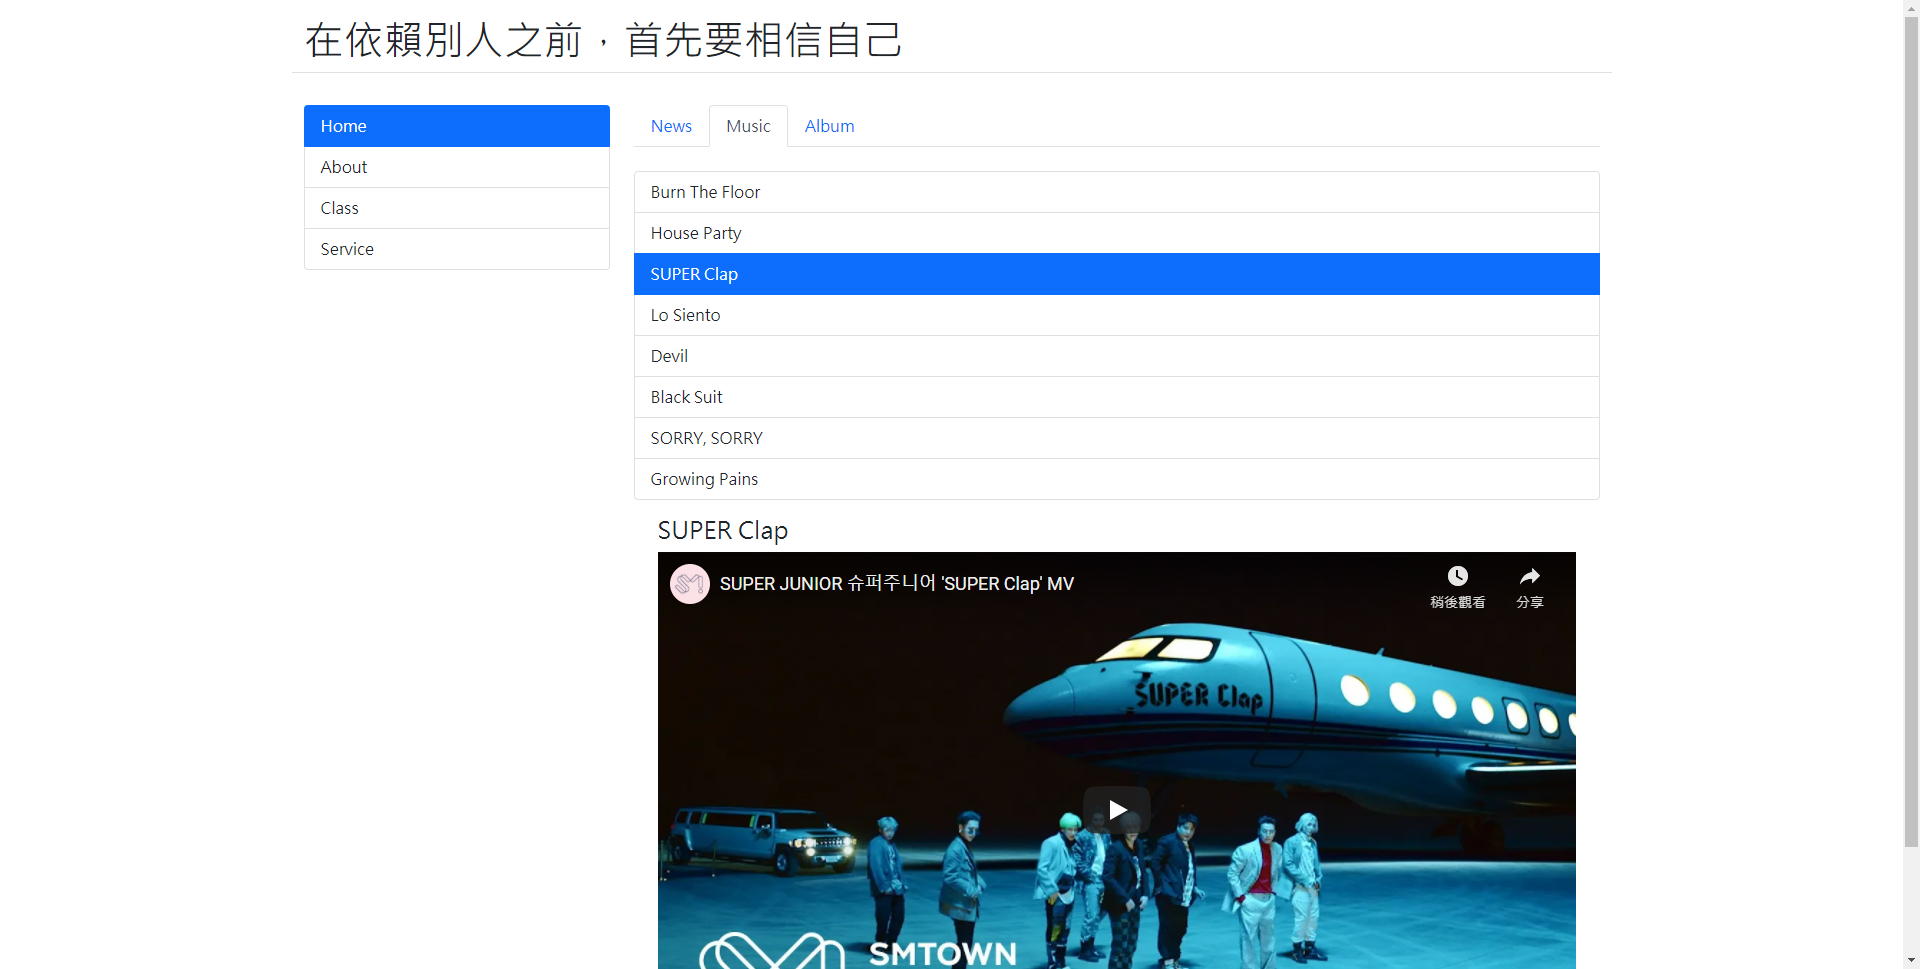 在依賴別人之前，首先要相信自己
Home
About
Class
Service
News Music Album
Burn The Floor
House Party
SUPER Clap
Lo Siento
Devil
Black Suit
SORRY, SORRY
Growing Pains
SUPER Clap
SUPER JUNIOR 슈퍼주니어 'SUPER Clap' MV
稍後觀看 分享
SUPER Clap
SMTOWN